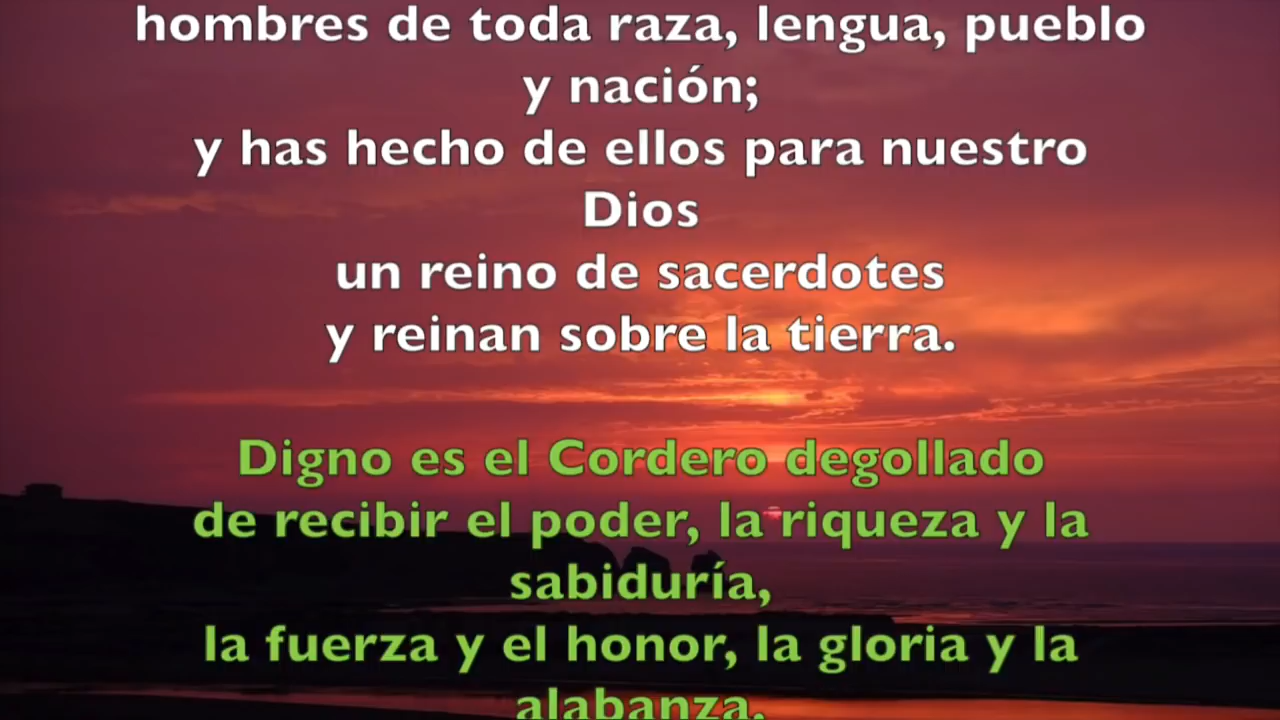 hombres de toda raza, lengua, pueblo
y nación;
y has hecho de ellos para nuestro
Dios
un reino de sacerdotes
y reinan sobre la tierra.
Digno es el Cordero degollado
de recibir el poder, la riqueza y la
sabiduría,
la fuerza y el honor, la gloria y la
alabanza.